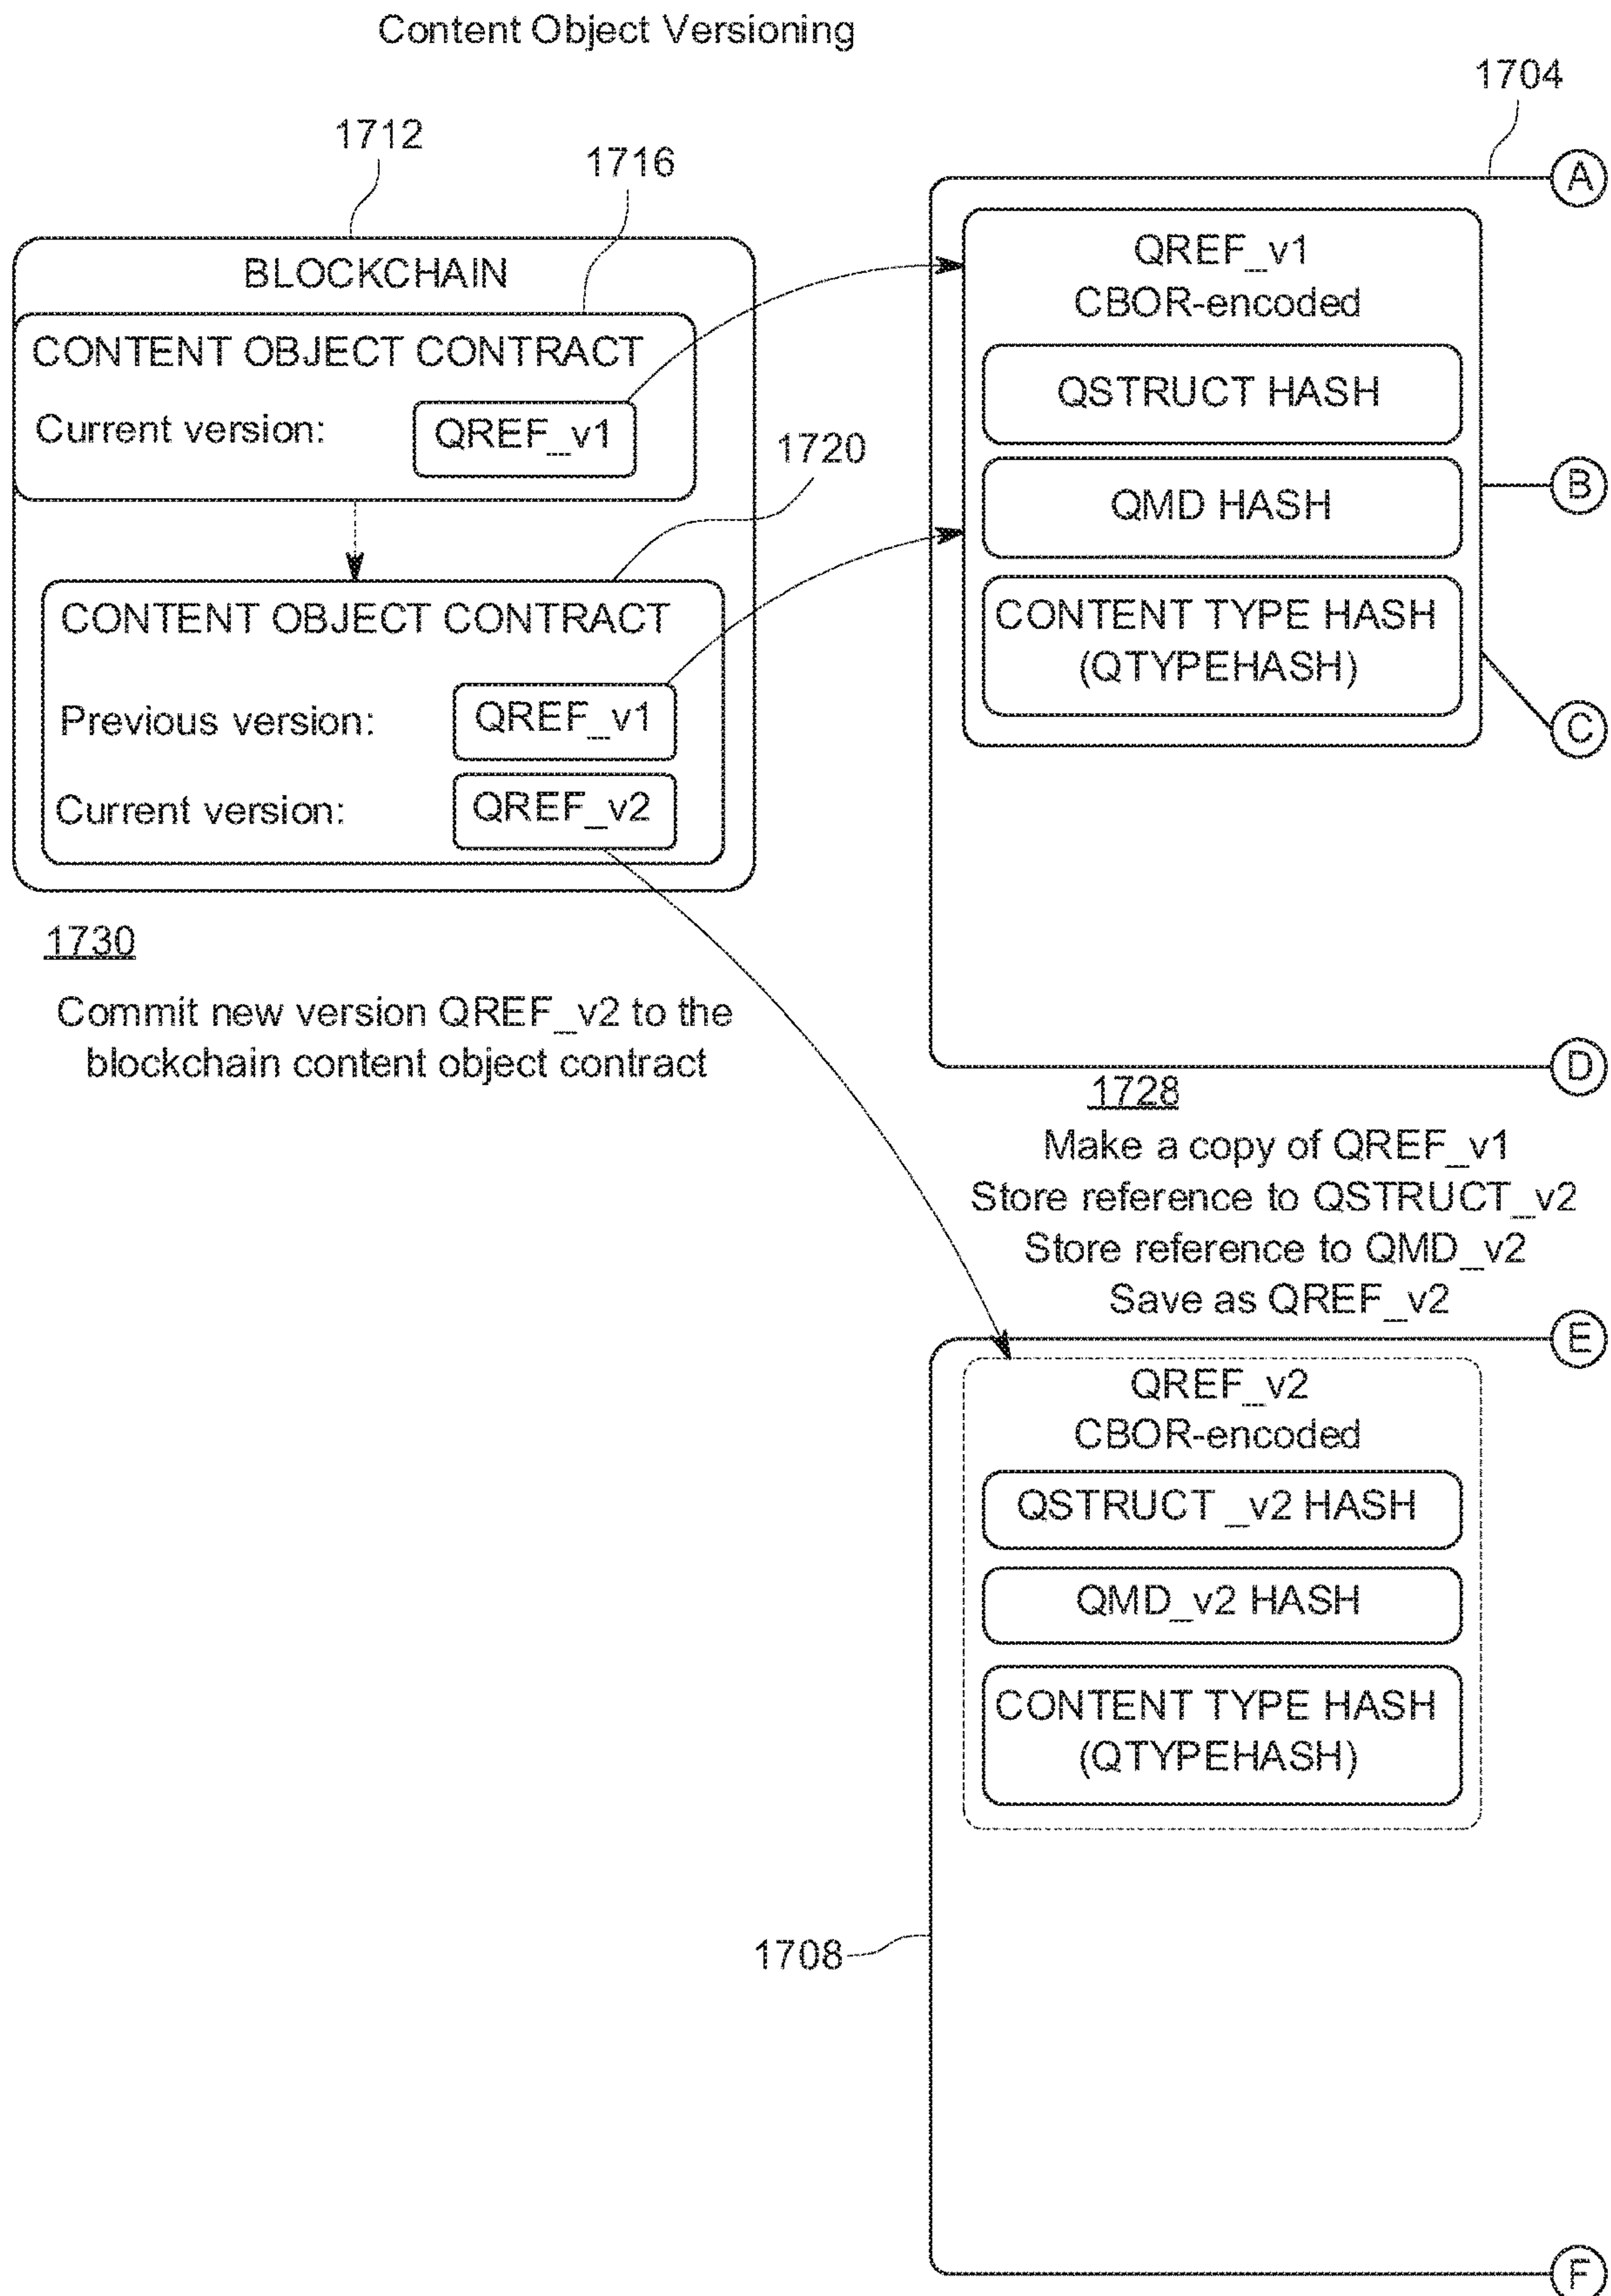 Content Object Versioning
1704
1712
1716
A
BLOCKCHAIN
CONTENT OBJECT CONTRACT
Current version:
QREF_v1
1720
CONTENT OBJECT CONTRACT
Previous version:
QREF_v1
Current version:
QREF_v2
1730
Commit new version QREF_v2 to the
blockchain content object contract
QREF_v1
CBOR-encoded
QSTRUCT HASH
B
QMD HASH
CONTENT TYPE HASH
(QTYPEHASH)
C
D
1728
Make a copy of QREF_v1
Store reference to QSTRUCT_v2
Store reference to QMD_v2
Save as QREF_v2
E
QREF_v2
CBOR-encoded
QSTRUCT _v2 HASH
QMD_v2 HASH
CONTENT TYPE HASH
(QTYPEHASH)
1708
F